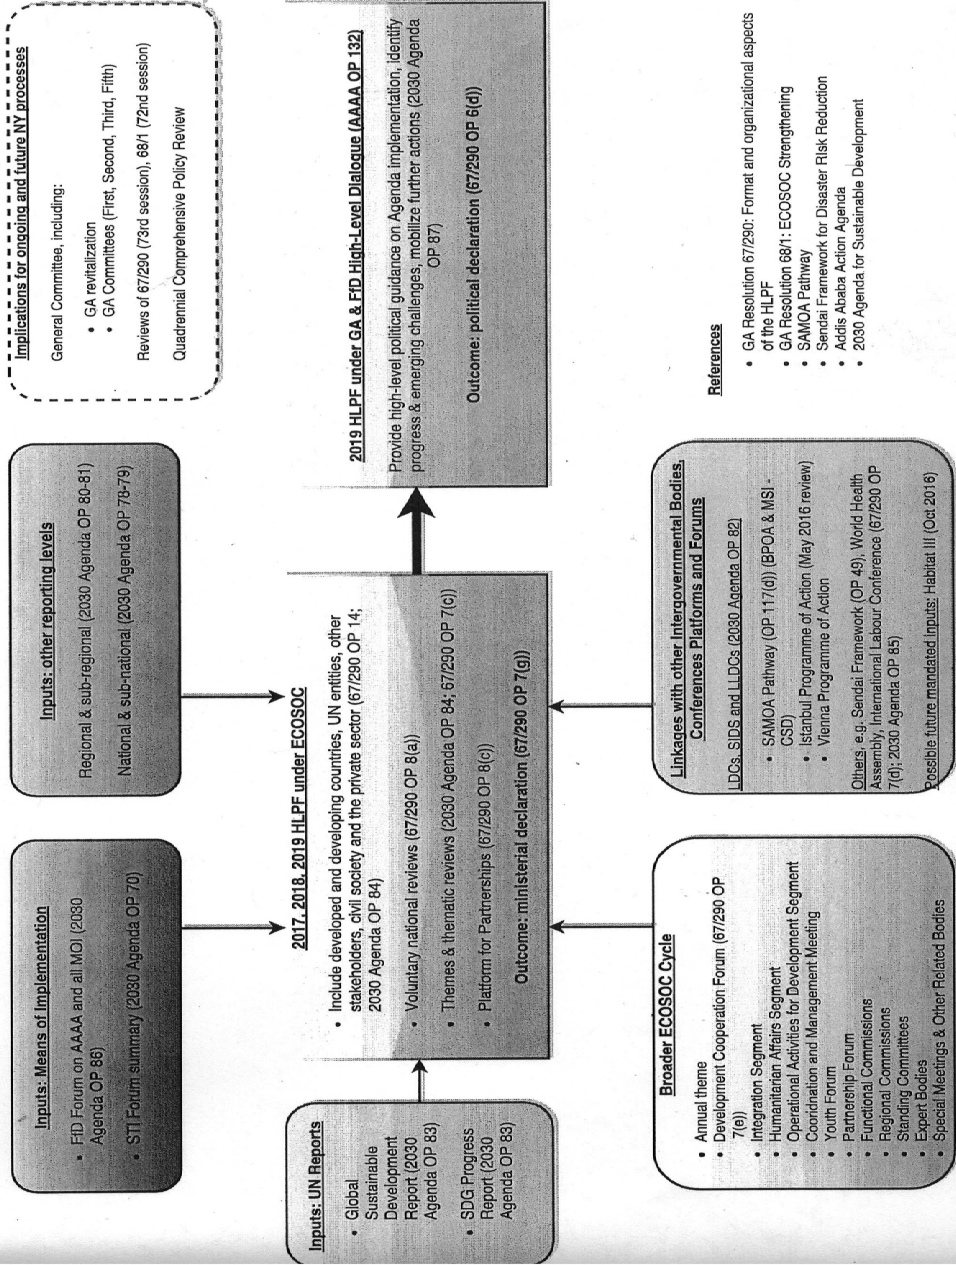 Inputs: Means of Implementation
• FfD Forum on AAAA and all MOI (2030
Agenda OP 86)
• STI Forum summary (2030 Agenda OP 70)
Inputs: other reporting levels
Regional & sub-regional (2030 Agenda OP 80-81)
National & sub-national (2030 Agenda OP 78-79)
Implications for ongoing and future NY processes
General Committee, including:
• GA revitalization
• GA Committees (First, Second, Third, Fifth)
Reviews of 67/290 (73rd session), 68/1 (72nd session)
Quadrennial Comprehensive Policy Review
Inputs: UN Reports
• Global
Sustainable
Development
Report (2030
Agenda OP 83)
• SDG Progress
Report (2030
Agenda OP 83)
2017, 2018, 2019 HLPF under ECOSOC
• Include developed and developing countries, UN entities, other
stakeholders, civil society and the private sector (67/290 OP 14;
2030 Agenda OP 84)
• Voluntary national reviews (67/290 OP 8(a))
• Themes & thematic reviews (2030 Agenda OP 84; 67/290 OP 7(c))
• Platform for Partnerships (67/290 OP 8(c))
Outcome: ministerial declaration (67/290 OP 7(g))
2019 HLPF under GA & FfD High-Level Dialogue (AAAA OP 132)
Provide high-level political guidance on Agenda implementation, identify
progress & emerging challenges, mobilize further actions (2030 Agenda
OP 87)
Outcome: political declaration (67/290 OP 6(d))
Broader ECOSOC Cycle
• Annual theme
• Development Cooperation Forum (67/290 OP
7(e))
• Integration Segment
• Humanitarian Affairs Segment
• Operational Activities for Development Segment
• Coordination and Management Meeting
• Youth Forum
• Partnership Forum
• Functional Commissions
• Regional Commissions
• Standing Committees
• Expert Bodies
• Special Meetings & Other Related Bodies
Linkages with other Intergovernmental Bodies,
Conferences Platforms and Forums
LDCs, SIDS and LLDCs (2030 Agenda OP 82)
• SAMOA Pathway (OP 117(d)) (BPOA & MSI -
CSD)
• Istanbul Programme of Action (May 2016 review)
• Vienna Programme of Action
Others, e.g. Sendai Framework (OP 49), World Health
Assembly, International Labour Conference (67/290 OP
7(d); 2030 Agenda OP 85)
Possible future mandated Inputs: Habitat III (Oct 2016)
References
• GA Resolution 67/290: Format and organizational aspects
of the HLPF
• GA Resolution 68/1: ECOSOC Strengthening
• SAMOA Pathway
• Sendai Framework for Disaster Risk Reduction
• Addis Ababa Action Agenda
• 2030 Agenda for Sustainable Development